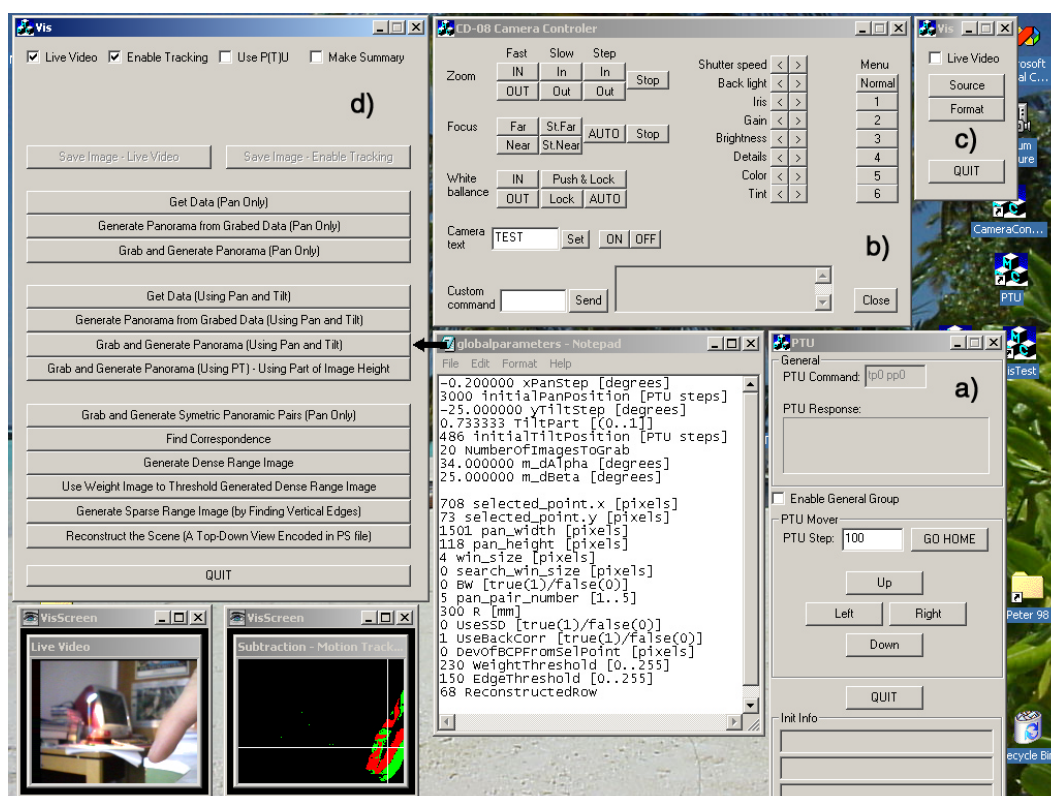 Vis
Live Video
Enable Tracking
Use P(T)U
Make Summary
d)
Save Image - Live Video
Save Image - Enable Tracking
Get Data (Pan Only)
Generate Panorama from Grabed Data (Pan Only)
Grab and Generate Panorama (Pan Only)
Get Data (Using Pan and Tilt)
Generate Panorama from Grabed Data (Using Pan and Tilt)
Grab and Generate Panorama (Using Pan and Tilt)
Grab and Generate Panorama (Using PT) - Using Part of Image Height
Grab and Generate Symetric Panoramic Pairs (Pan Only)
Find Correspondence
Generate Dense Range Image
Use Weight Image to Threshold Generated Dense Range Image
Generate Sparse Range Image (by Finding Vertical Edges)
Reconstruct the Scene (A Top-Down View Encoded in PS file)
QUIT
CD-08 Camera Controler
Fast Slow Step
Zoom IN In In Stop
OUT Out Out
Focus Far St.Far AUTO Stop
Near St.Near
White ballance IN Push & Lock
OUT Lock AUTO
Camera text TEST Set ON OFF
Custom command Send
Shutter speed < >
Back light < >
Iris < >
Gain < >
Brightness < >
Details < >
Color < >
Tint < >
Menu
Normal
1
2
3
4
5
6
b)
Close
Vis
Live Video
Source
Format
c)
QUIT
rosoft
al C...
um
ure
CameraCon...
PTU
isTest
Peter 98
ecycle Bi
globalparameters - Notepad
File Edit Format Help
-0.200000 xPanStep [degrees]
3000 initialPanPosition [PTU steps]
-25.000000 yTiltStep [degrees]
0.733333 TiltPart [(0..1]]
486 initialTiltPosition [PTU steps]
20 NumberOfImagesToGrab
34.000000 m_dAlpha [degrees]
25.000000 m_dBeta [degrees]
708 selected_point.x [pixels]
73 selected_point.y [pixels]
1501 pan_width [pixels]
118 pan_height [pixels]
4 win_size [pixels]
0 search_win_size [pixels]
0 BW [true(1)/false(0)]
5 pan_pair_number [1..5]
300 R [mm]
0 UsesSD [true(1)/false(0)]
1 UseBackCorr [true(1)/false(0)]
0 DevOfBCPFromSelPoint [pixels]
230 WeightThreshold [0..255]
150 EdgeThreshold [0..255]
68 ReconstructedRow
PTU
General
PTU Command: tp0 pp0
a)
PTU Response:
Enable General Group
PTU Mover
PTU Step: 100 GO HOME
Up
Left Right
Down
QUIT
Init Info
VisScreen
Live Video
VisScreen
Subtraction - Motion Track...